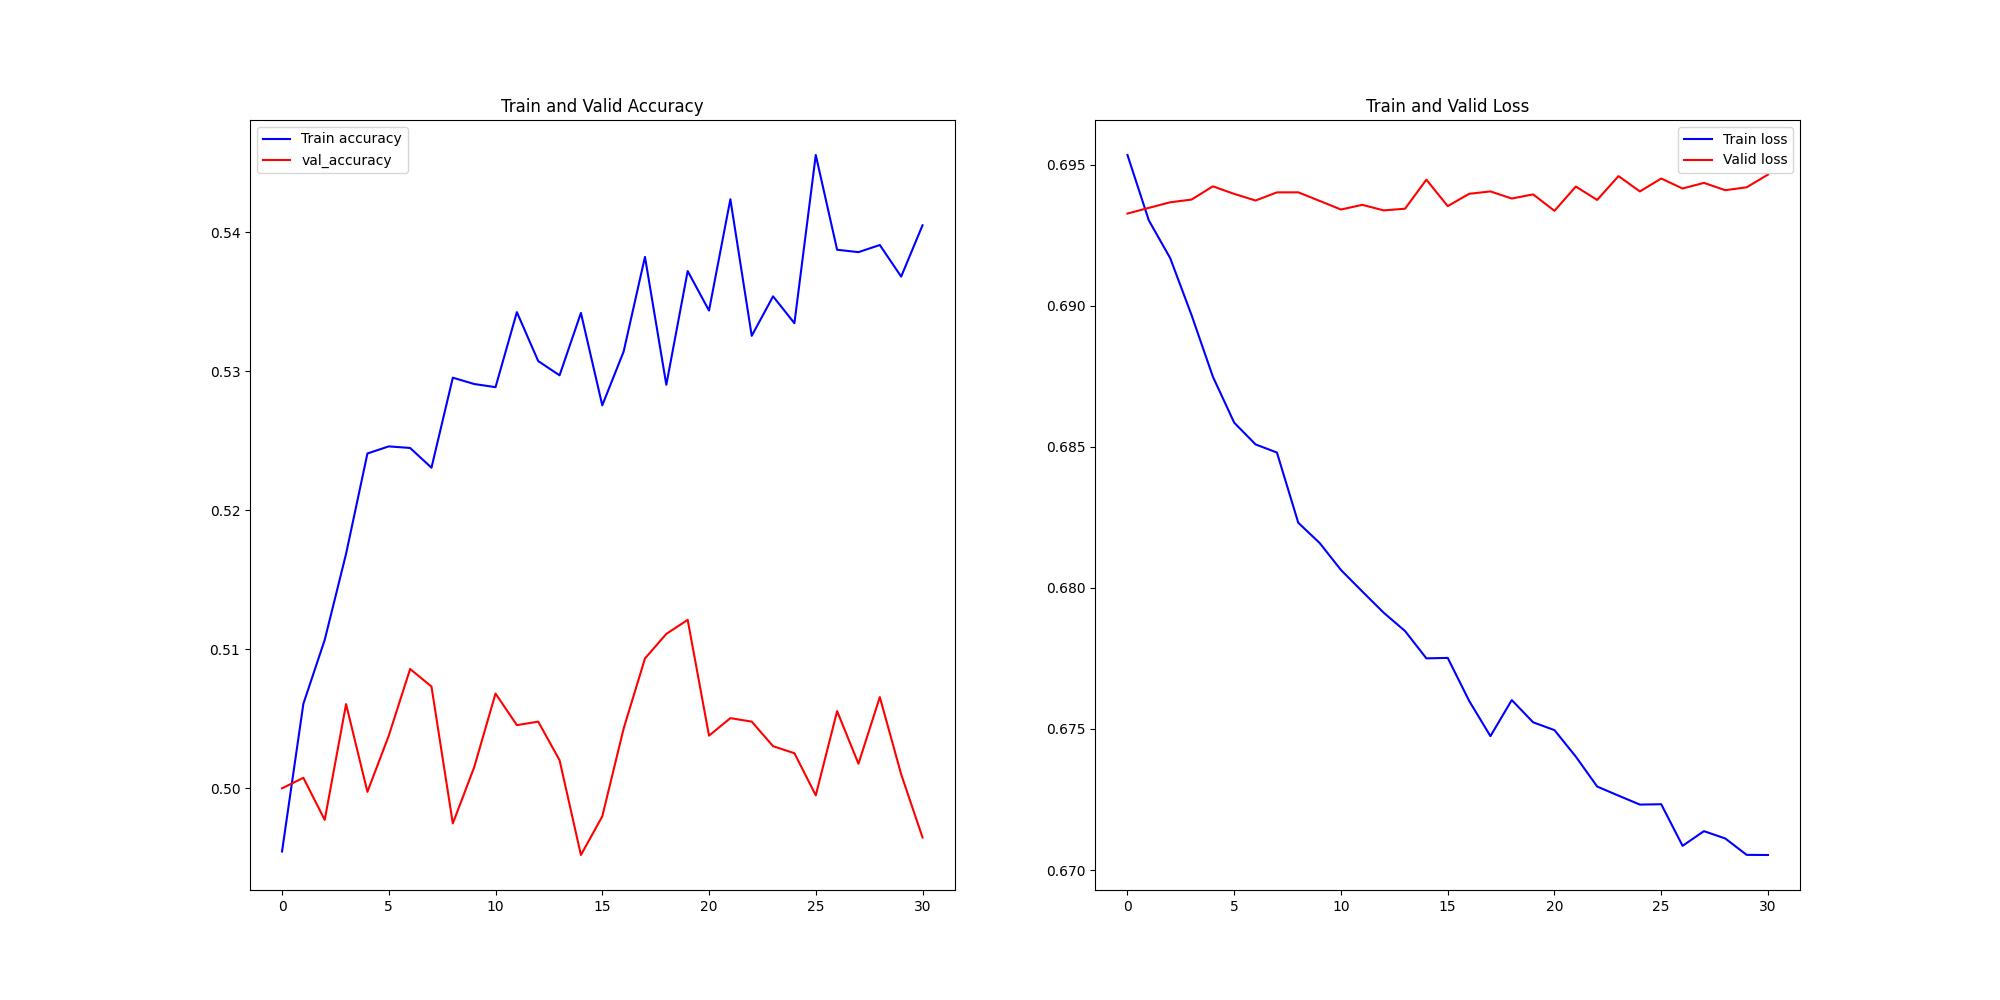 Train and Valid Accuracy
Train accuracy
val_accuracy
0.54
0.53
0.52
0.51
0.50
0 5 10 15 20 25 30
Train and Valid Loss
Train loss
Valid loss
0.695
0.690
0.685
0.680
0.675
0.670
0 5 10 15 20 25 30